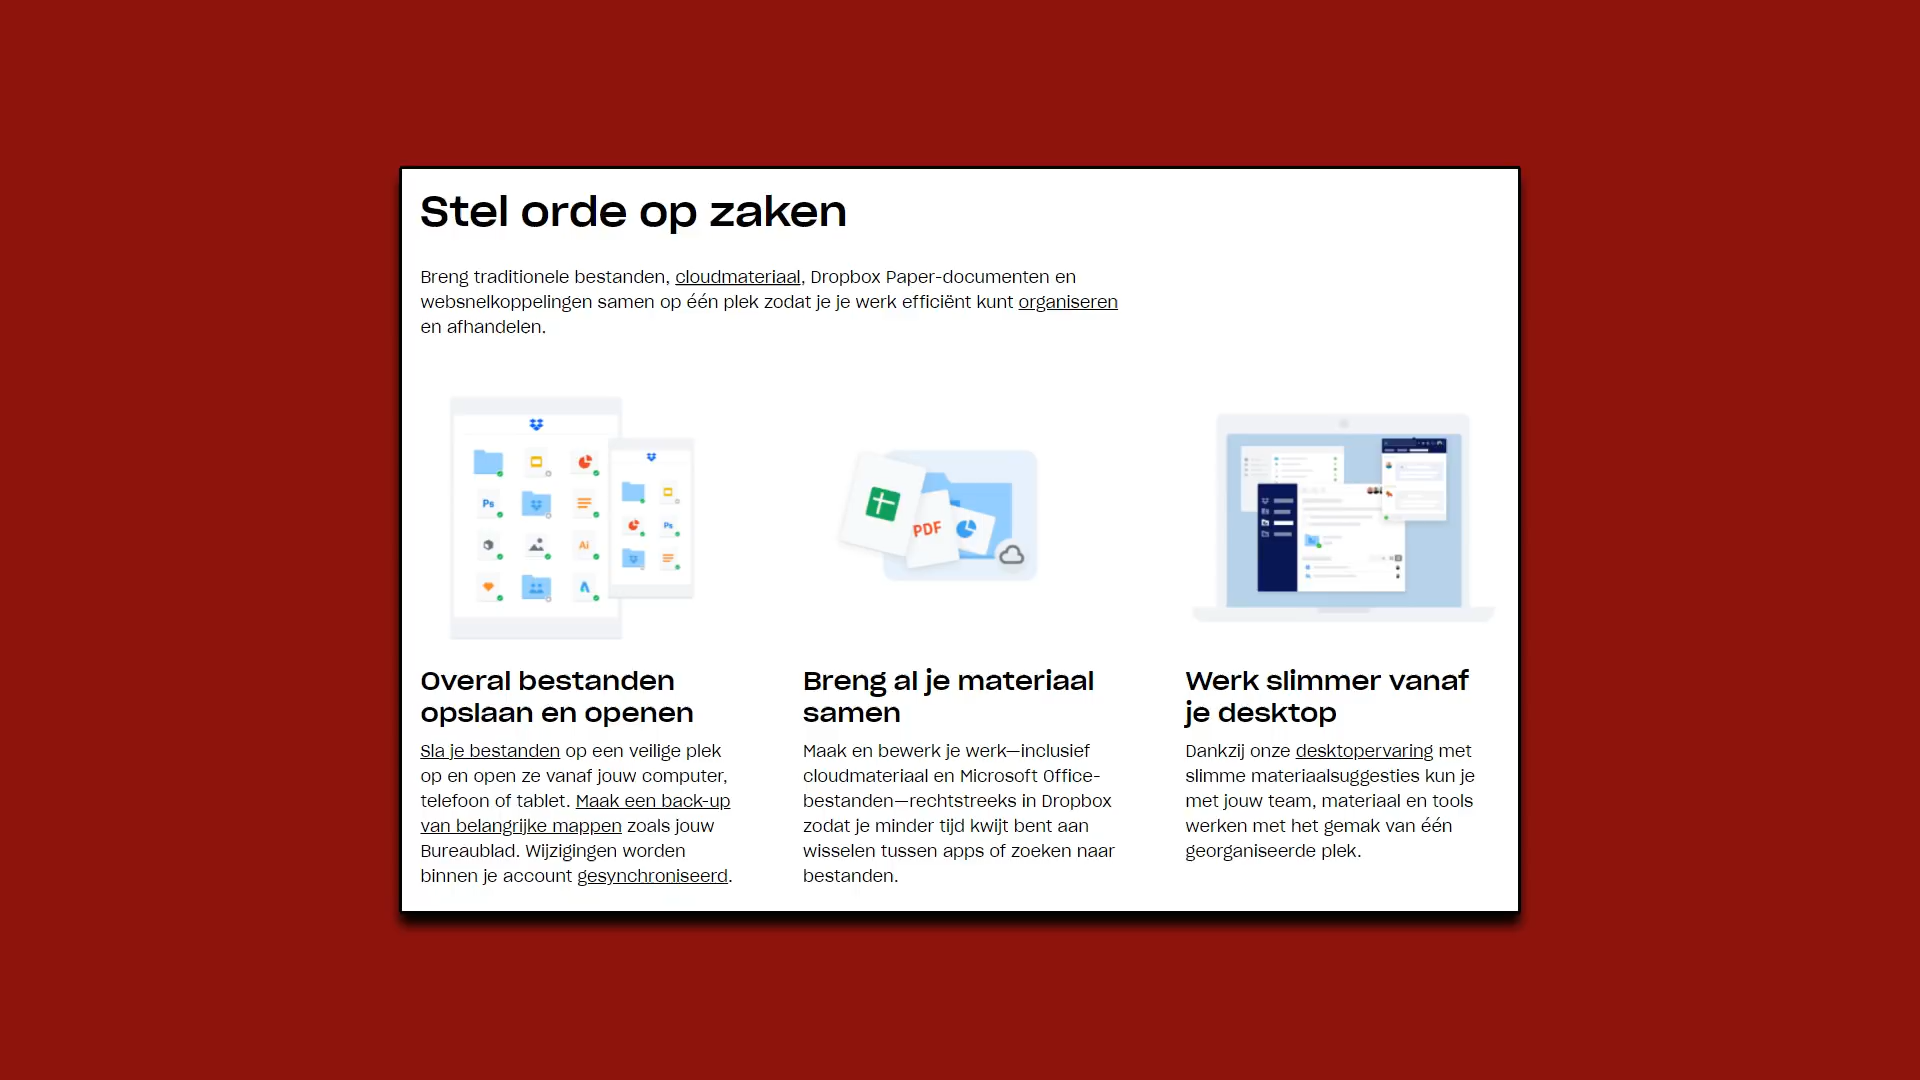 Stel orde op zaken
Breng traditionele bestanden, cloudmateriaal, Dropbox Paper-documenten en
websnelkoppelingen samen op één plek zodat je je werk efficiënt kunt organiseren
en afhandelen.
Ps
Ai
Ps
PDF
Overal bestanden
opslaan en openen
Sla je bestanden op een veilige plek
op en open ze vanaf jouw computer,
telefoon of tablet. Maak een back-up
van belangrijke mappen zoals jouw
Bureaublad. Wijzigingen worden
binnen je account gesynchroniseerd.
Breng al je materiaal
samen
Maak en bewerk je werk—inclusief
cloudmateriaal en Microsoft Office-
bestanden—rechtstreeks in Dropbox
zodat je minder tijd kwijt bent aan
wisselen tussen apps of zoeken naar
bestanden.
Werk slimmer vanaf
je desktop
Dankzij onze desktopervaring met
slimme materiaalsuggesties kun je
met jouw team, materiaal en tools
werken met het gemak van één
georganiseerde plek.